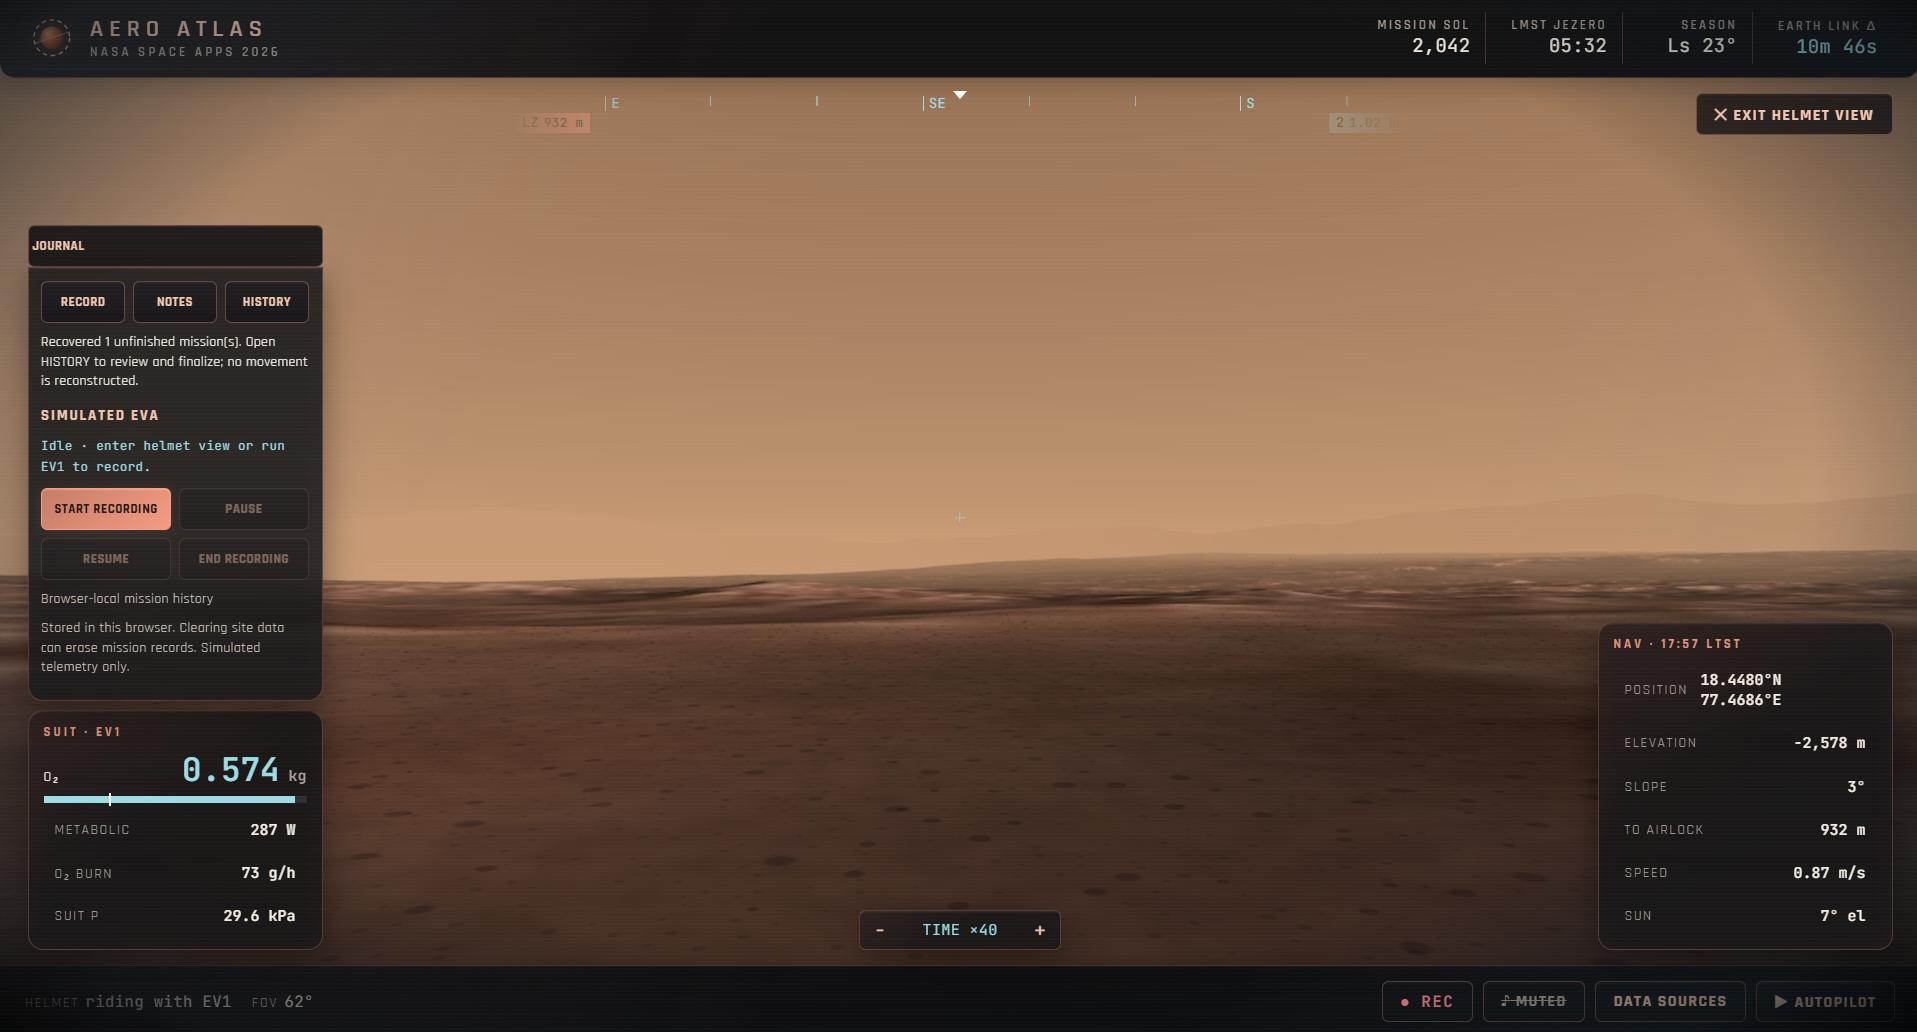 AERO ATLAS
NASA SPACE APPS 2026
MISSION SOL
2,042
LMST JEZERO
05:32
SEASON
Ls 23°
EARTH LINK Δ
10m 46s
E
SE
S
LZ 932 m
2 1.02
✕ EXIT HELMET VIEW
JOURNAL
RECORD
NOTES
HISTORY
Recovered 1 unfinished mission(s). Open
HISTORY to review and finalize; no movement
is reconstructed.
SIMULATED EVA
Idle · enter helmet view or run
EV1 to record.
START RECORDING
PAUSE
RESUME
END RECORDING
Browser-local mission history
Stored in this browser. Clearing site data
can erase mission records. Simulated
telemetry only.
SUIT · EV1
O₂ 0.574 kg
METABOLIC 287 W
O₂ BURN 73 g/h
SUIT P 29.6 kPa
NAV · 17:57 LTST
POSITION 18.4480°N
77.4686°E
ELEVATION -2,578 m
SLOPE 3°
TO AIRLOCK 932 m
SPEED 0.87 m/s
SUN 7° el
- TIME ×40 +
HELMET riding with EV1 FOV 62°
● REC
♪ MUTED
DATA SOURCES
▶ AUTOPILOT